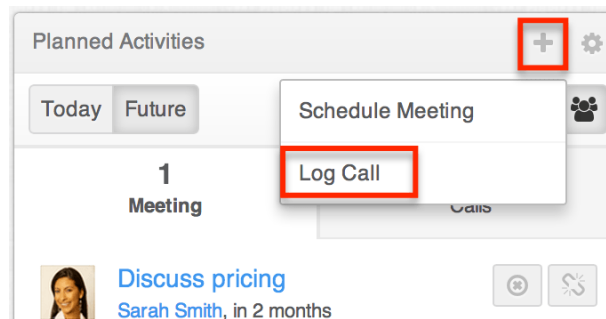 Planned Activities
Today Future
Schedule Meeting
Log Call
1
Meeting
Calls
Discuss pricing
Sarah Smith, in 2 months